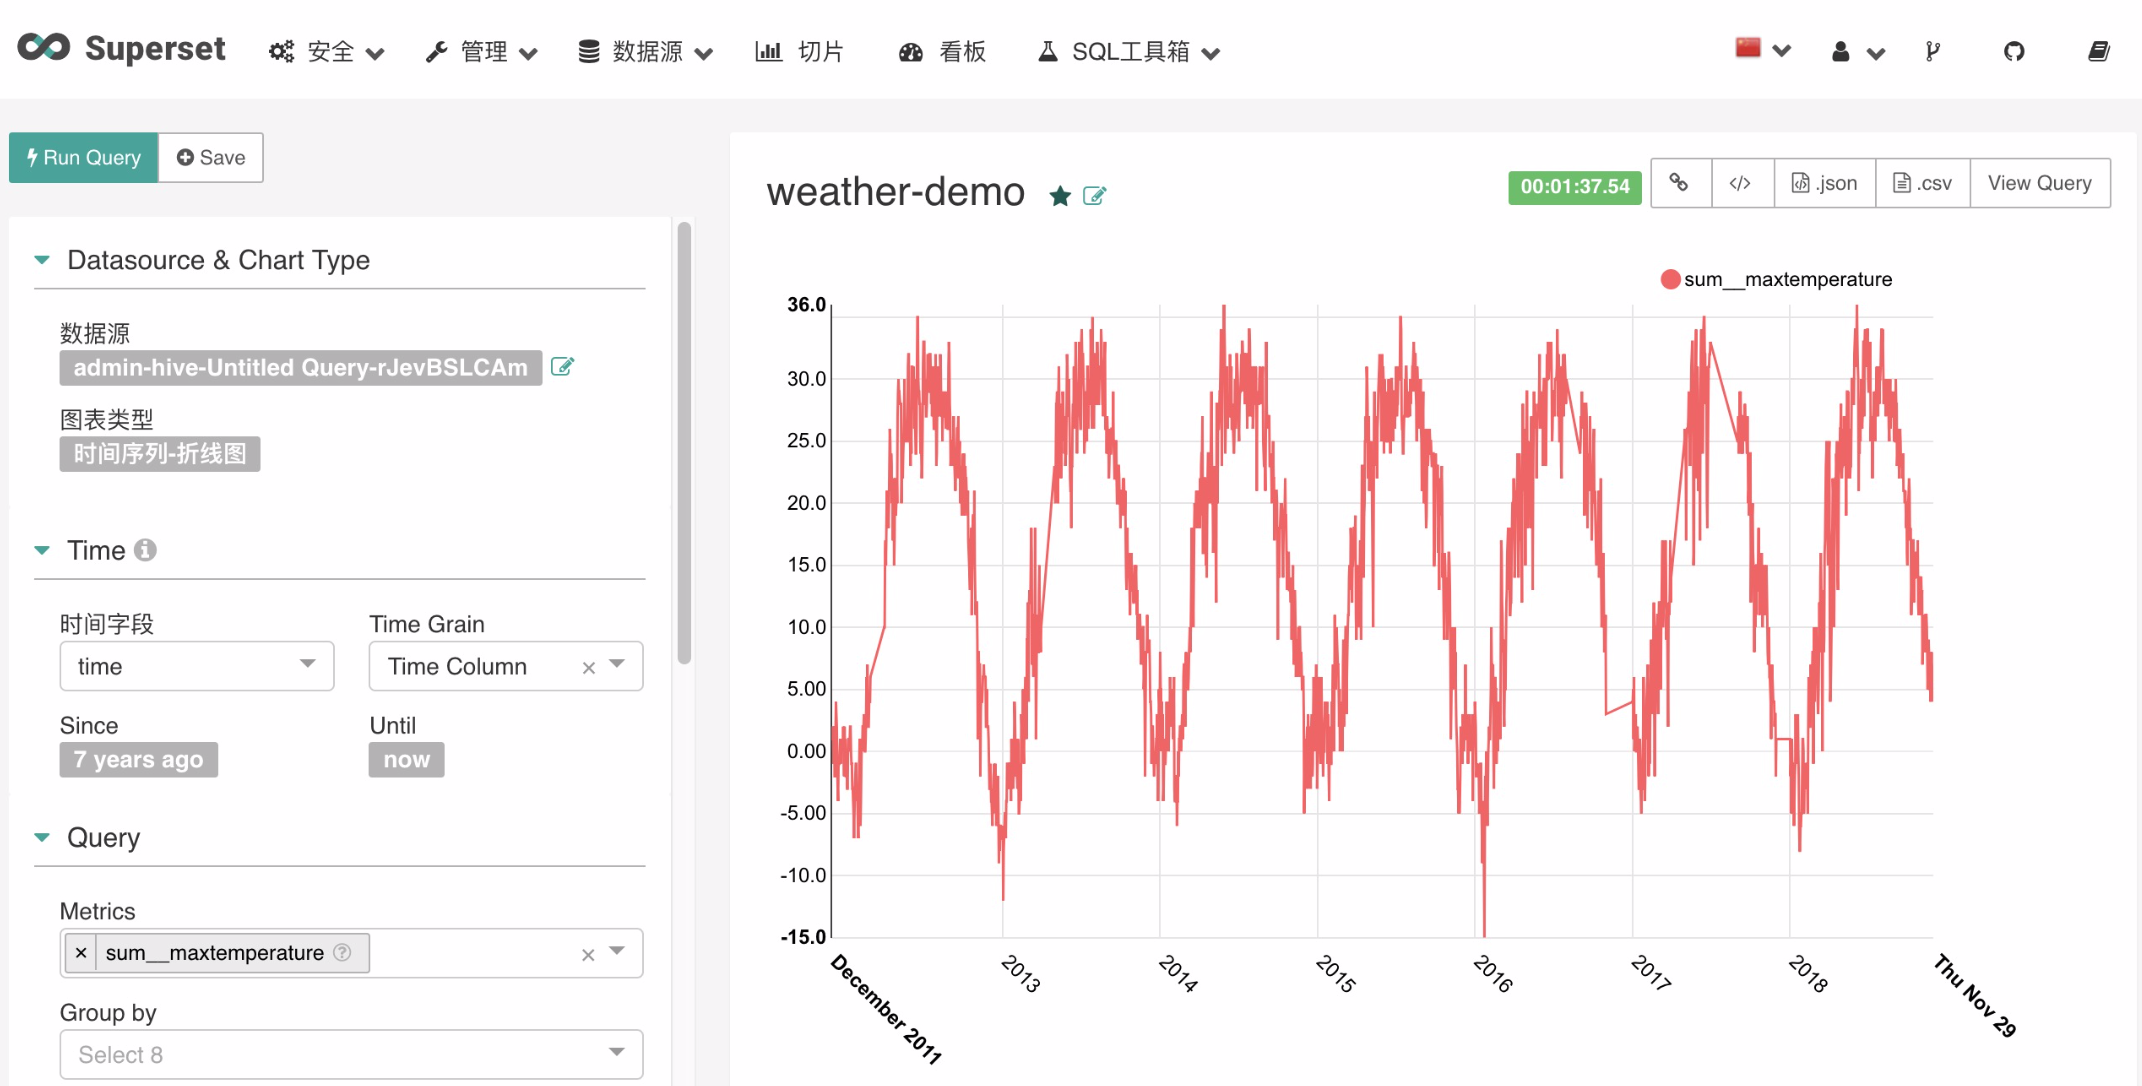 Superset 安全 管理 数据源 切片 看板 SQL工具箱
Run Query Save
Datasource & Chart Type
数据源
admin-hive-Untitled Query-rJevBSLCAm
图表类型
时间序列-折线图
Time
时间字段 Time Grain
time Time Column
Since Until
7 years ago now
Query
Metrics
sum__maxtemperature
Group by
Select 8
weather-demo
00:01:37.54 .json .csv View Query
sum__maxtemperature
36.0
30.0
25.0
20.0
15.0
10.0
5.00
0.00
-5.00
-10.0
-15.0
December 2011 2013 2014 2015 2016 2017 2018 Thu Nov 29